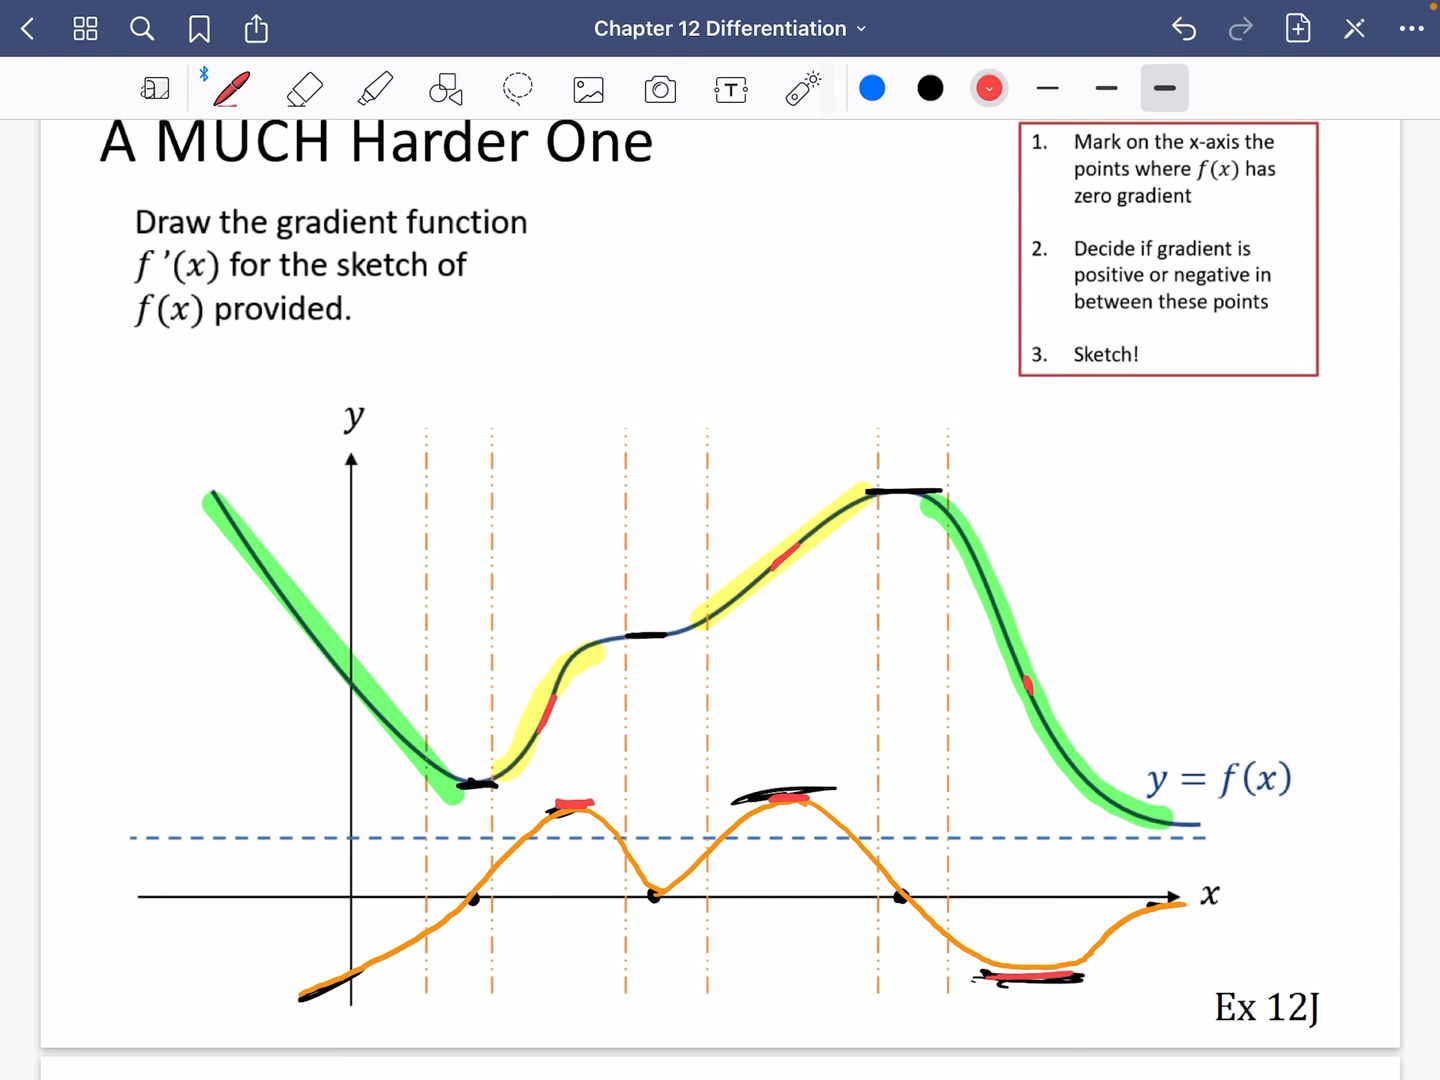 Chapter 12 Differentiation
A MUCH Harder One
Draw the gradient function
f ’(x) for the sketch of
f(x) provided.
1. Mark on the x-axis the
points where f(x) has
zero gradient
2. Decide if gradient is
positive or negative in
between these points
3. Sketch!
y
y = f(x)
x
Ex 12J